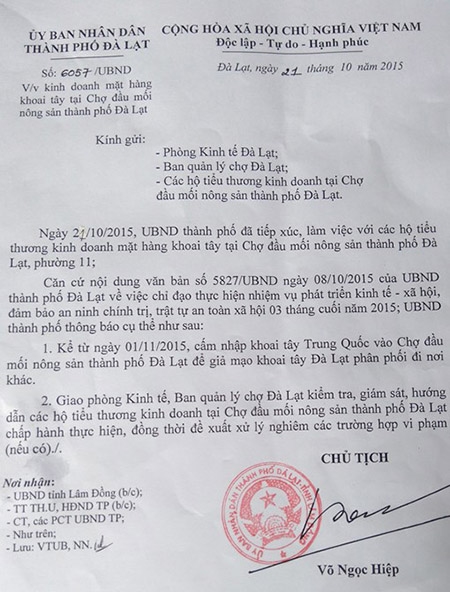 ỦY BAN NHÂN DÂN
THÀNH PHỐ ĐÀ LẠT
CỘNG HÒA XÃ HỘI CHỦ NGHĨA VIỆT NAM
Độc lập - Tự do - Hạnh phúc
Số: 6057/UBND
V/v kinh doanh mặt hàng
khoai tây tại Chợ đầu mối
nông sản thành phố Đà Lạt
Đà Lạt, ngày 21 tháng 10 năm 2015
Kính gửi:
- Phòng Kinh tế Đà Lạt;
- Ban quản lý chợ Đà Lạt;
- Các hộ tiểu thương kinh doanh tại Chợ
đầu mối nông sản thành phố Đà Lạt.
Ngày 21/10/2015, UBND thành phố đã tiếp xúc, làm việc với các hộ tiểu
thương kinh doanh mặt hàng khoai tây tại Chợ đầu mối nông sản thành phố Đà
Lạt, phường 11;
Căn cứ nội dung văn bản số 5827/UBND ngày 08/10/2015 của UBND
thành phố Đà Lạt về việc chỉ đạo thực hiện nhiệm vụ phát triển kinh tế - xã hội,
đảm bảo an ninh chính trị, trật tự an toàn xã hội 03 tháng cuối năm 2015; UBND
thành phố thông báo cụ thể như sau:
1. Kể từ ngày 01/11/2015, cấm nhập khoai tây Trung Quốc vào Chợ đầu
mối nông sản thành phố Đà Lạt để giả mạo khoai tây Đà Lạt phân phối đi nơi
khác.
2. Giao phòng Kinh tế, Ban quản lý chợ Đà Lạt kiểm tra, giám sát, hướng
dẫn các hộ tiểu thương kinh doanh tại Chợ đầu mối nông sản thành phố Đà Lạt
chấp hành thực hiện, đồng thời đề xuất xử lý nghiêm các trường hợp vi phạm
(nếu có)./.
Nơi nhận:
- UBND tỉnh Lâm Đồng (b/c);
- TT TH.U, HĐND TP (b/c);
- CT, các PCT UBND TP;
- Như trên;
- Lưu: VTUB, NN.
CHỦ TỊCH
Võ Ngọc Hiệp